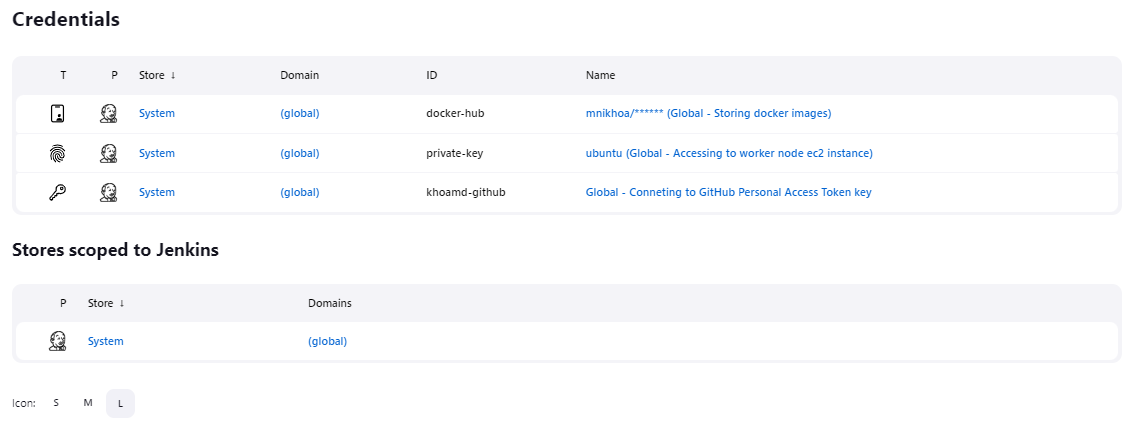 Credentials
T P Store ↓ Domain ID Name
System (global) docker-hub mnikhoa/****** (Global - Storing docker images)
System (global) private-key ubuntu (Global - Accessing to worker node ec2 instance)
System (global) khoamd-github Global - Conneting to GitHub Personal Access Token key
Stores scoped to Jenkins
P Store ↓ Domains
System (global)
Icon: S M L